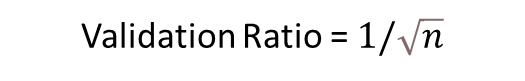 Validation Ratio = 1/√n